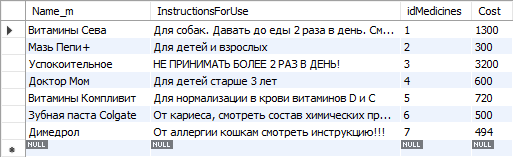 Name_m InstructionsForUse idMedicines Cost
Витамины Сева Для собак. Давать до еды 2 раза в день. См... 1 1300
Мазь Пепи+ Для детей и взрослых 2 300
Успокоительное НЕ ПРИНИМАТЬ БОЛЕЕ 2 РАЗ В ДЕНЬ! 3 3200
Доктор Мом Для детей старше 3 лет 4 600
Витамины Компливит Для нормализации в крови витаминов D и C 5 720
Зубная паста Colgate От кариеса, смотреть состав химических пр... 6 500
Димедрол От аллергии кошкам смотреть инструкцию!!! 7 494
NULL NULL NULL NULL